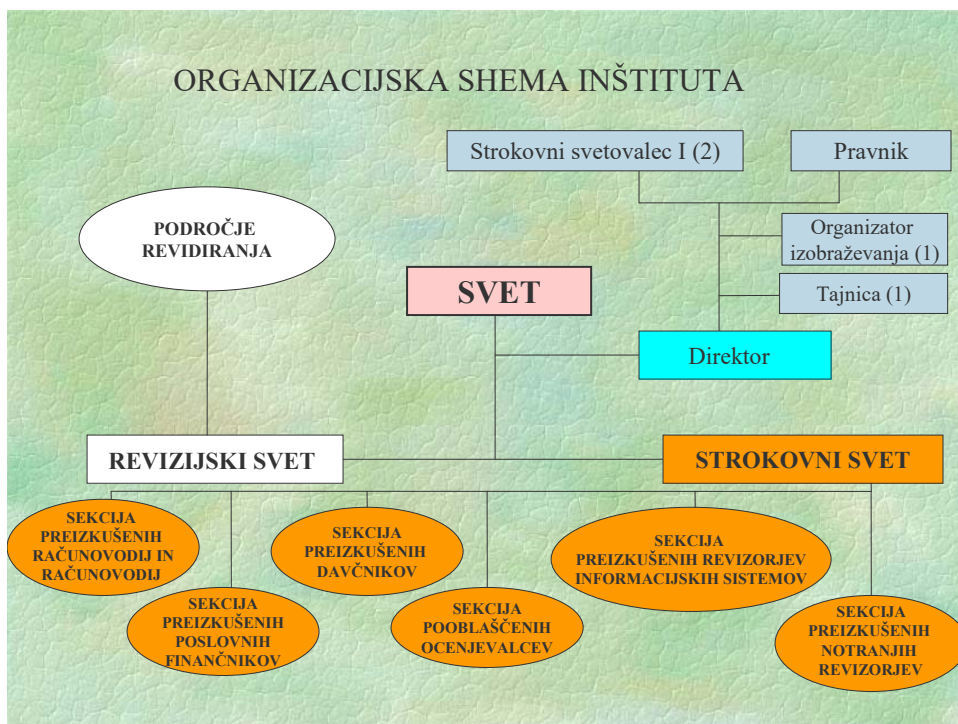 ORGANIZACIJSKA SHEMA INŠTITUTA
Strokovni svetovalec I (2)
Pravnik
PODROČJE
REVIDIRANJA
Organizator
izobraževanja (1)
SVET
Tajnica (1)
Direktor
REVIZIJSKI SVET
STROKOVNI SVET
SEKCIJA
PREIZKUŠENIH
RAČUNOVODIJ IN
RAČUNOVODIJ
SEKCIJA
PREIZKUŠENIH
DAVČNIKOV
SEKCIJA
PREIZKUŠENIH REVIZORJEV
INFORMACIJSKIH SISTEMOV
SEKCIJA
PREIZKUŠENIH
POSLOVNIH
FINANČNIKOV
SEKCIJA
POOBLAŠČENIH
OCENJEVALCEV
SEKCIJA
PREIZKUŠENIH
NOTRANJIH
REVIZORJEV